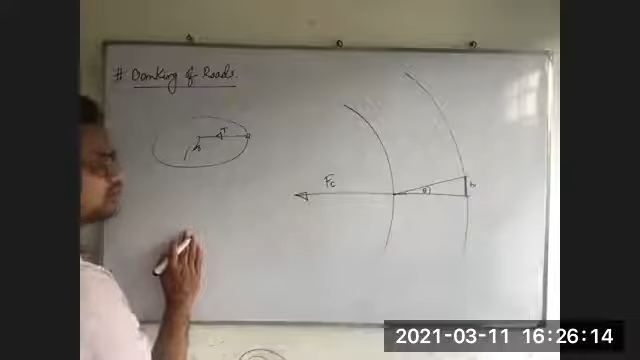 # Banking of Roads.
T
Fc
θ
h
2021-03-11 16:26:14